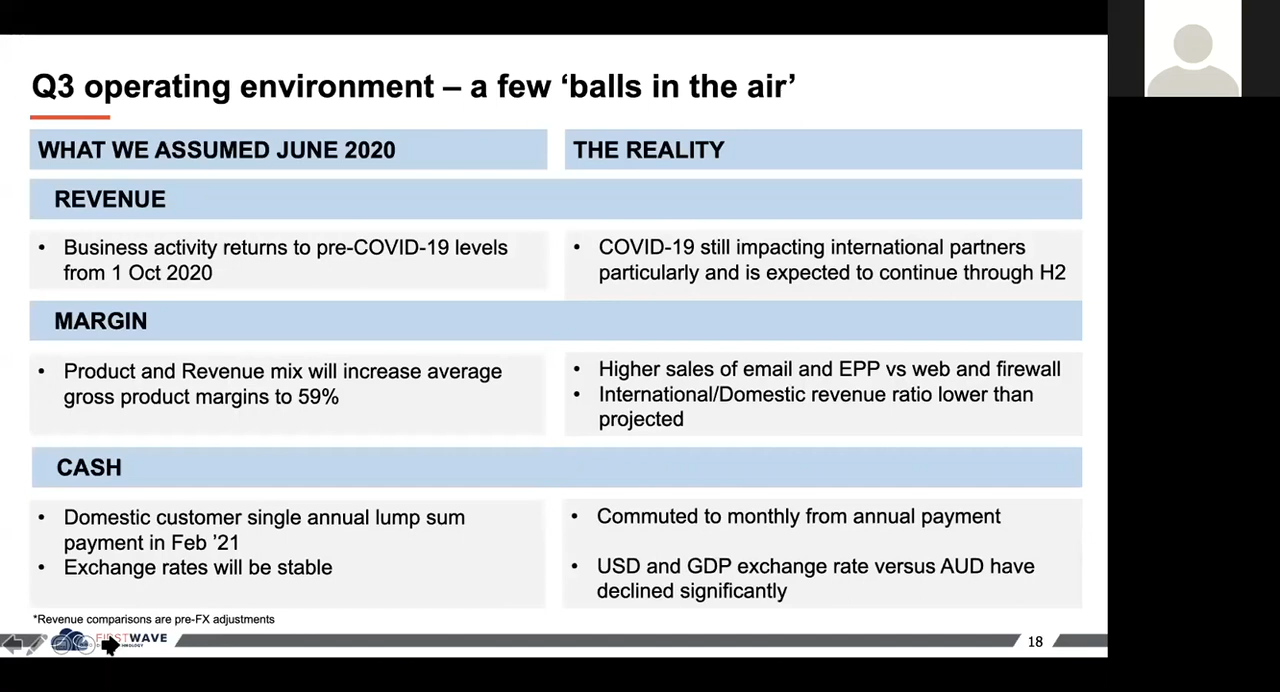 Q3 operating environment – a few ‘balls in the air’
WHAT WE ASSUMED JUNE 2020
THE REALITY
REVENUE
• Business activity returns to pre-COVID-19 levels
from 1 Oct 2020
• COVID-19 still impacting international partners
particularly and is expected to continue through H2
MARGIN
• Product and Revenue mix will increase average
gross product margins to 59%
• Higher sales of email and EPP vs web and firewall
• International/Domestic revenue ratio lower than
projected
CASH
• Domestic customer single annual lump sum
payment in Feb ’21
• Exchange rates will be stable
• Commuted to monthly from annual payment
• USD and GDP exchange rate versus AUD have
declined significantly
*Revenue comparisons are pre-FX adjustments
FIRSTWAVE
18